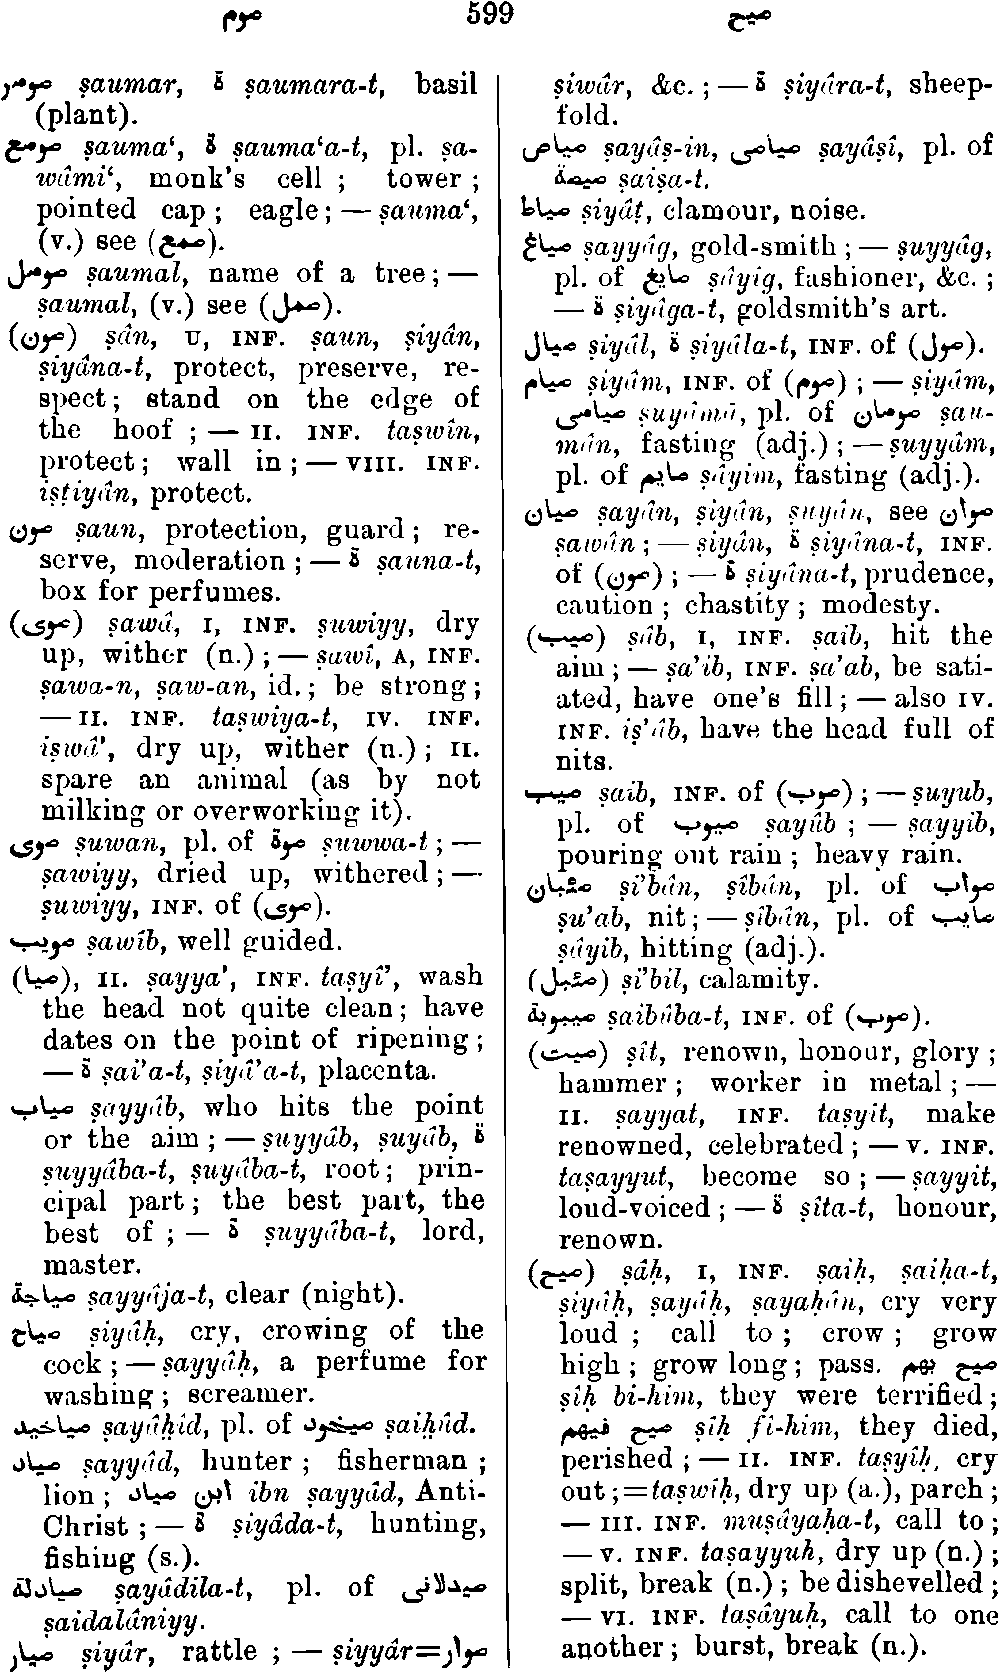 صوم 599 صيح
صومر ṣaumar, ة ṣaumara-t, basil
(plant).
صومع ṣauma‘, ة ṣauma‘a-t, pl. ṣa-
wâmi‘, monk's cell ; tower ;
pointed cap ; eagle ; — ṣauma‘,
(v.) see (صمع).
صومل ṣaumal, name of a tree ; —
ṣaumal, (v.) see (صمل).
(صون) ṣân, U, INF. ṣaun, ṣiyân,
ṣiyâna-t, protect, preserve, re-
spect ; stand on the edge of
the hoof ; — II. INF. taṣwîn,
protect ; wall in ; — VIII. INF.
iṣṭiyân, protect.
صون ṣaun, protection, guard ; re-
serve, moderation ; — ة ṣauna-t,
box for perfumes.
(صوى) ṣawâ, I, INF. ṣuwiyy, dry
up, wither (n.) ; — ṣawî, A, INF.
ṣawa-n, ṣaw-an, id. ; be strong ;
— II. INF. taṣwiya-t, IV. INF.
iṣwâ', dry up, wither (n.) ; II.
spare an animal (as by not
milking or overworking it).
صوى ṣuwan, pl. of صوة ṣuwwa-t ; —
ṣawiyy, dried up, withered ; —
ṣuwiyy, INF. of (صوى).
صويب ṣawîb, well guided.
(صيا), II. ṣayya', INF. taṣyî', wash
the head not quite clean ; have
dates on the point of ripening ;
— ة ṣai'a-t, ṣiyâ'a-t, placenta.
صياب ṣayyâb, who hits the point
or the aim ; — ṣuyyâb, ṣuyâb, ة
ṣuyyâba-t, ṣuyâba-t, root ; prin-
cipal part ; the best part, the
best of ; — ة ṣuyyâba-t, lord,
master.
صياجة ṣayyâja-t, clear (night).
صياح ṣiyâḥ, cry, crowing of the
cock ; — ṣayyâḥ, a perfume for
washing ; screamer.
صياخيد ṣayâḥîd, pl. of صيخود ṣaiḥûd.
صياد ṣayyâd, hunter ; fisherman ;
lion ; ابن صياد ibn ṣayyâd, Anti-
Christ ; — ة ṣiyâda-t, hunting,
fishing (s.).
صيادلة ṣayâdila-t, pl. of صيدلانى
ṣaidalâniyy.
صيار ṣiyâr, rattle ; — ṣiyyâr=صوار
ṣiwâr, &c. ; — ة ṣiyâra-t, sheep-
fold.
صياص ṣayâṣ-in, صياصى ṣayâṣî, pl. of
صيصة ṣaiṣa-t.
صياط ṣiyâṭ, clamour, noise.
صياغ ṣayyâg, gold-smith ; — ṣuyyâg,
pl. of صايغ ṣâyig, fashioner, &c. ;
— ة ṣiyâga-t, goldsmith's art.
صيال ṣiyâl, ة ṣiyâla-t, INF. of (صول).
صيام ṣiyâm, INF. of (صوم) ; — ṣiyâm,
صيامى ṣuyâmâ, pl. of صومان ṣau-
mân, fasting (adj.) ; — ṣuyyâm,
pl. of صايم ṣâyim, fasting (adj.).
صيان ṣayân, ṣiyân, ṣuyân, see صوان
ṣawân ; — ṣiyân, ة ṣiyâna-t, INF.
of (صون) ; — ة ṣiyâna-t, prudence,
caution ; chastity ; modesty.
(صيب) ṣâb, I, INF. ṣaib, hit the
aim ; — ṣa'ib, INF. ṣa'ab, be sati-
ated, have one's fill ; — also IV.
INF. iṣ'âb, have the head full of
nits.
صيب ṣaib, INF. of (صوب) ; — ṣuyub,
pl. of صيوب ṣayûb ; — ṣayyib,
pouring out rain ; heavy rain.
صئبان ṣi'bân, ṣîbân, pl. of صواب
ṣu'ab, nit ; — ṣîbân, pl. of صايب
ṣâyib, hitting (adj.).
(صئبل) ṣi'bil, calamity.
صيبوبة ṣaibûba-t, INF. of (صوب).
(صيت) ṣît, renown, honour, glory ;
hammer ; worker in metal ; —
II. ṣayyat, INF. taṣyit, make
renowned, celebrated ; — V. INF.
taṣayyut, become so ; — ṣayyit,
loud-voiced ; — ة ṣîta-t, honour,
renown.
(صيح) ṣâḥ, I, INF. ṣaiḥ, ṣaiḥa-t,
ṣiyâḥ, ṣayâḥ, ṣayaḥân, cry very
loud ; call to ; crow ; grow
high ; grow long ; pass. صيح بهم
ṣîḥ bi-him, they were terrified ;
صيح فيهم ṣîḥ fî-him, they died,
perished ; — II. INF. taṣyîḥ, cry
out ; =taṣwiḥ, dry up (a.), parch ;
— III. INF. muṣâyaḥa-t, call to ;
— V. INF. taṣayyuḥ, dry up (n.) ;
split, break (n.) ; be dishevelled ;
— VI. INF. taṣâyuḥ, call to one
another ; burst, break (n.).